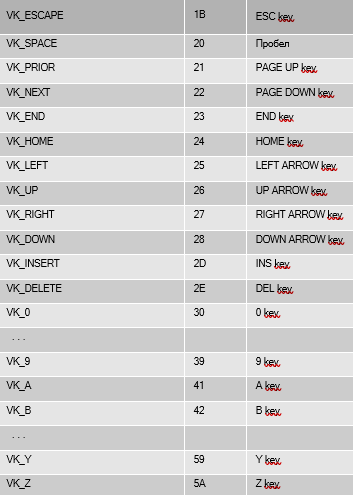 VK_ESCAPE 1B ESC key
VK_SPACE 20 Пробел
VK_PRIOR 21 PAGE UP key
VK_NEXT 22 PAGE DOWN key
VK_END 23 END key
VK_HOME 24 HOME key
VK_LEFT 25 LEFT ARROW key
VK_UP 26 UP ARROW key
VK_RIGHT 27 RIGHT ARROW key
VK_DOWN 28 DOWN ARROW key
VK_INSERT 2D INS key
VK_DELETE 2E DEL key
VK_0 30 0 key
. . .
VK_9 39 9 key
VK_A 41 A key
VK_B 42 B key
. . .
VK_Y 59 Y key
VK_Z 5A Z key